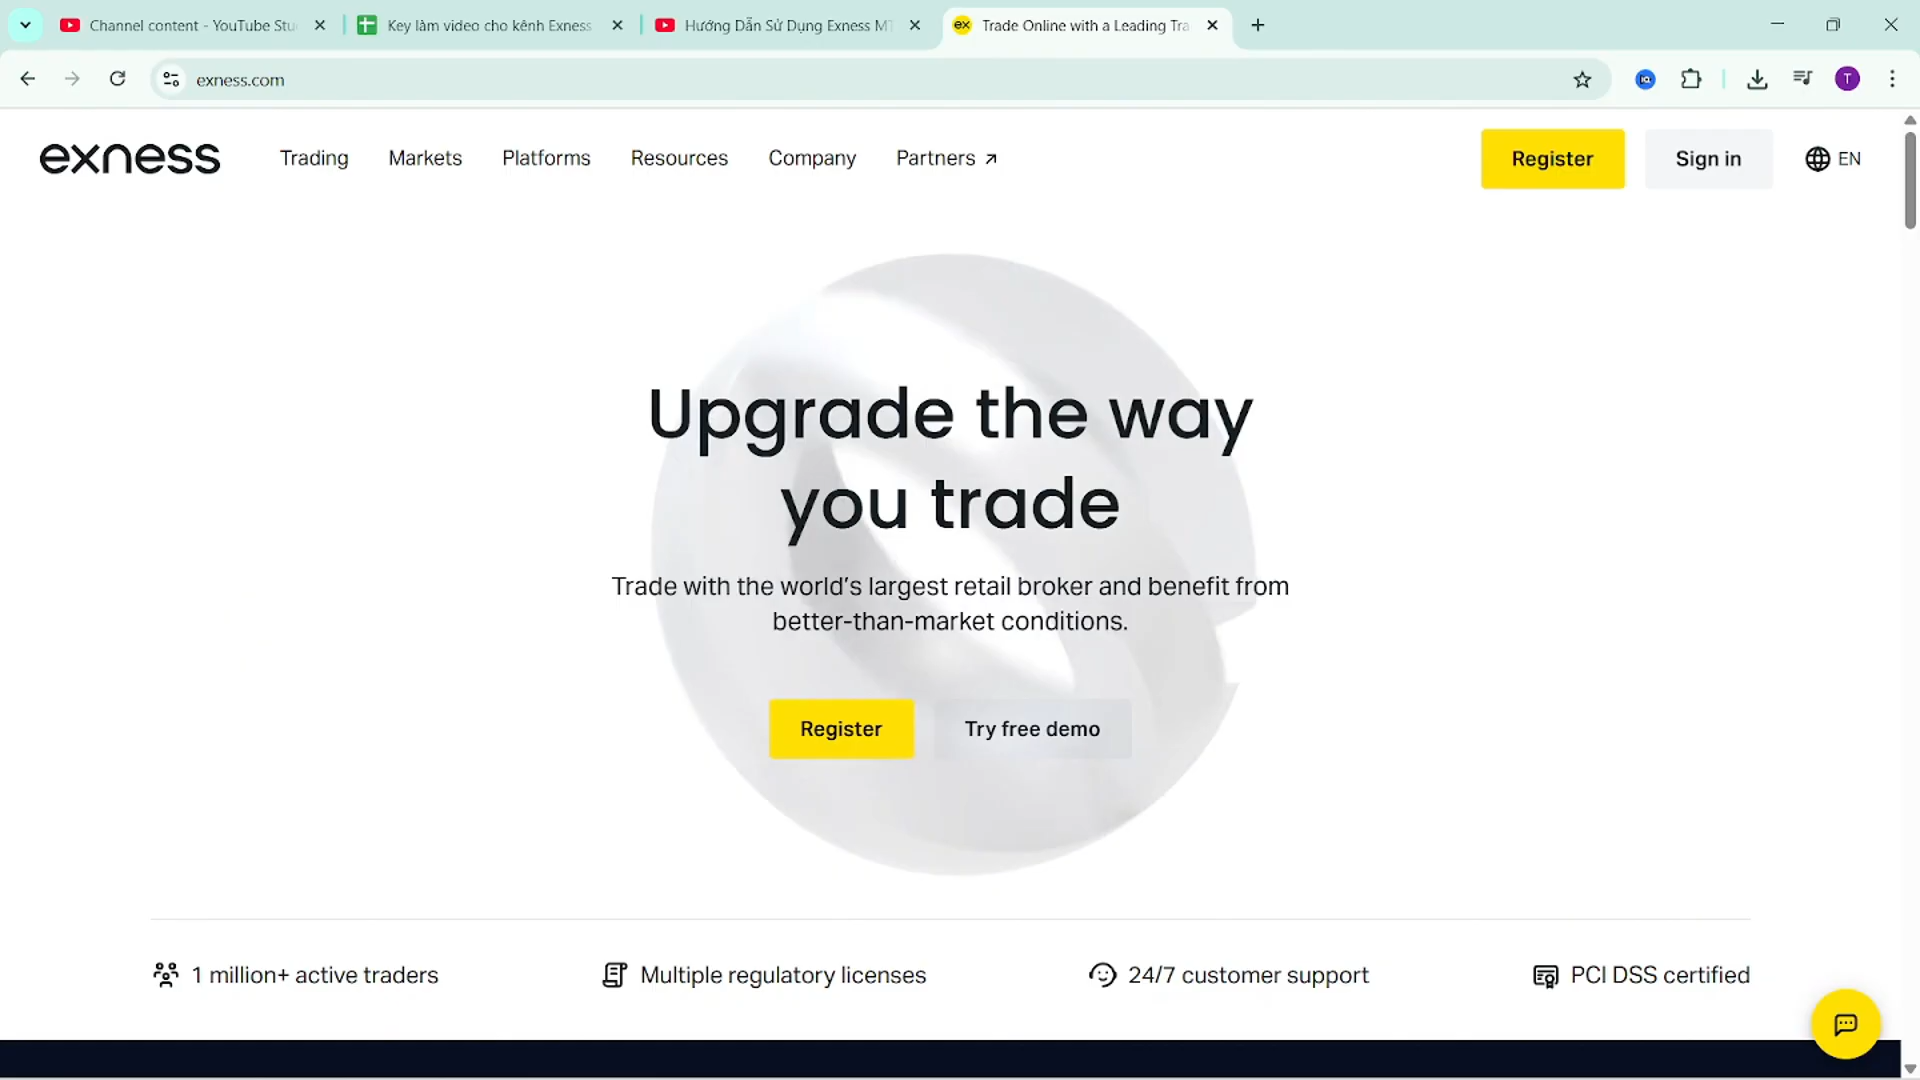 Channel content - YouTube Stu
Key làm video cho kênh Exness
Hướng Dẫn Sử Dụng Exness MT
Trade Online with a Leading Tra
exness.com
T
exness
Trading
Markets
Platforms
Resources
Company
Partners
Register
Sign in
EN
Upgrade the way
you trade
Trade with the world’s largest retail broker and benefit from
better-than-market conditions.
Register
Try free demo
1 million+ active traders
Multiple regulatory licenses
24/7 customer support
PCI DSS certified